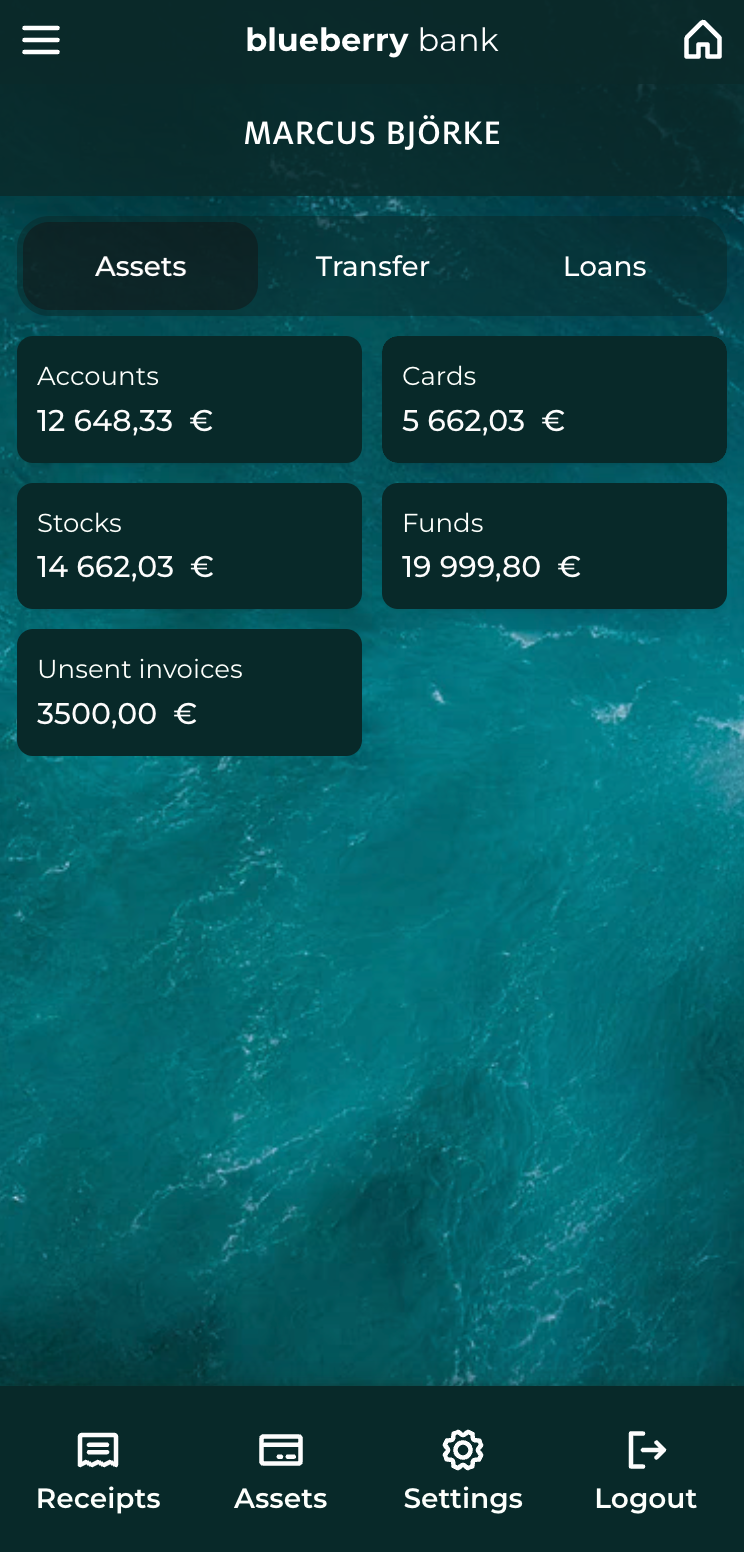 blueberry bank
MARCUS BJÖRKE
Assets Transfer Loans
Accounts
12 648,33 €
Cards
5 662,03 €
Stocks
14 662,03 €
Funds
19 999,80 €
Unsent invoices
3500,00 €
Receipts Assets Settings Logout